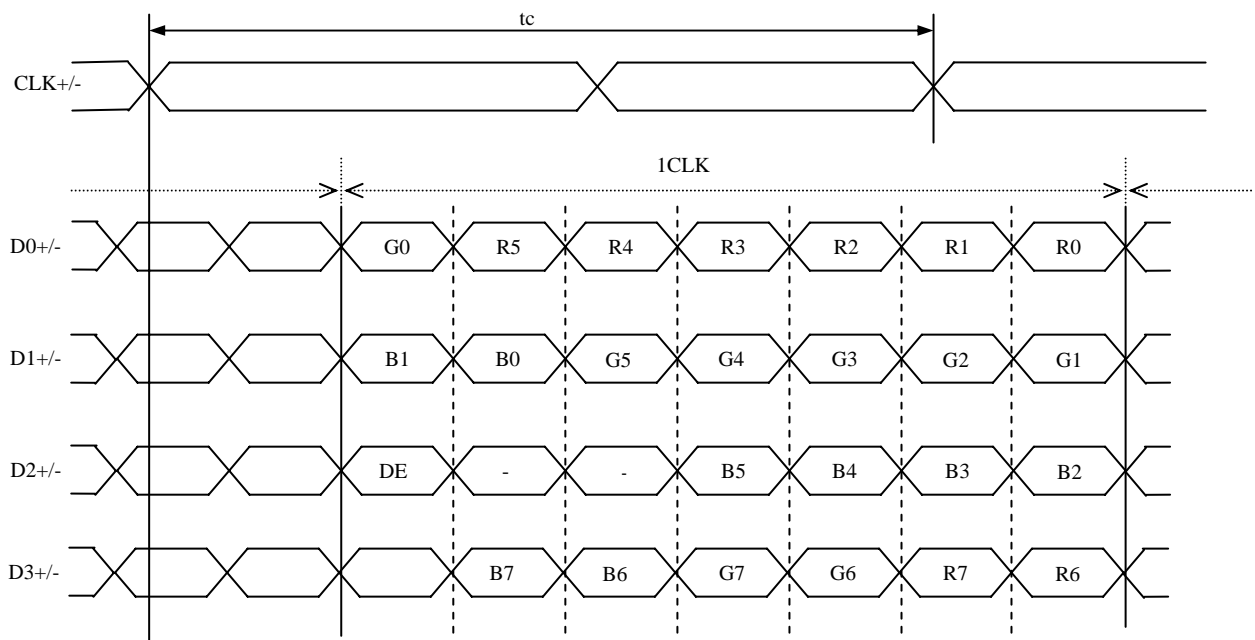 tc
CLK+/-
1CLK
D0+/- G0 R5 R4 R3 R2 R1 R0
D1+/- B1 B0 G5 G4 G3 G2 G1
D2+/- DE - - B5 B4 B3 B2
D3+/- B7 B6 G7 G6 R7 R6